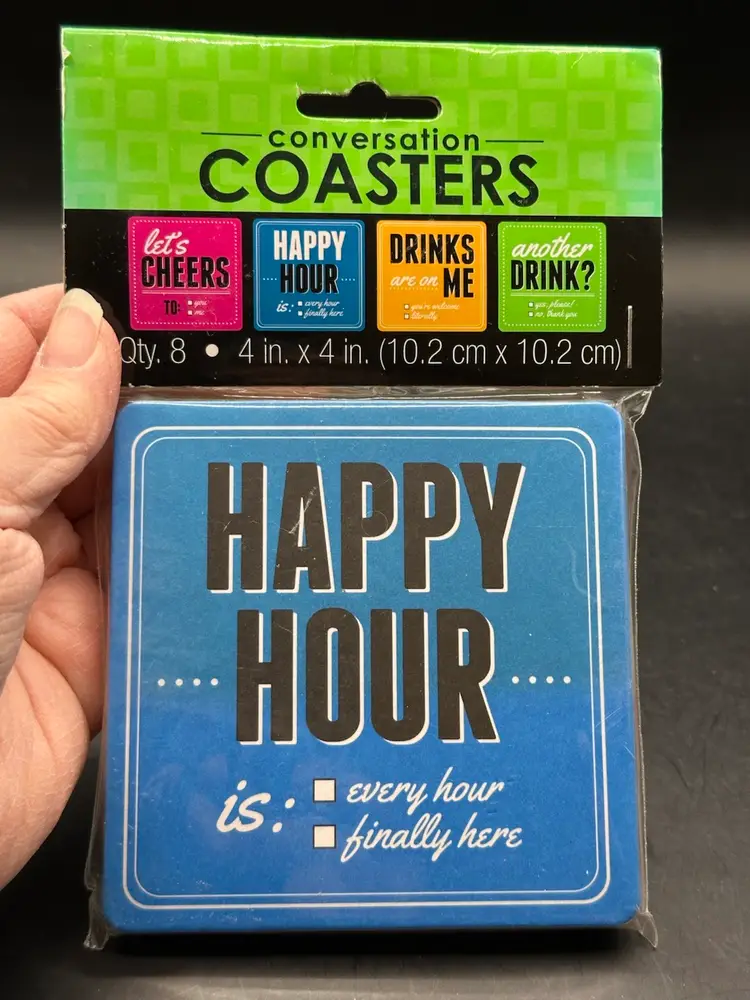 conversation
COASTERS
let's
CHEERS
TO:
you
me
HAPPY
HOUR
is:
every hour
finally here
DRINKS
are on ME
you're welcome
literally
another
DRINK?
yes, please!
no, thank you
Qty. 8 • 4 in. x 4 in. (10.2 cm x 10.2 cm)
HAPPY
HOUR
is: every hour
finally here